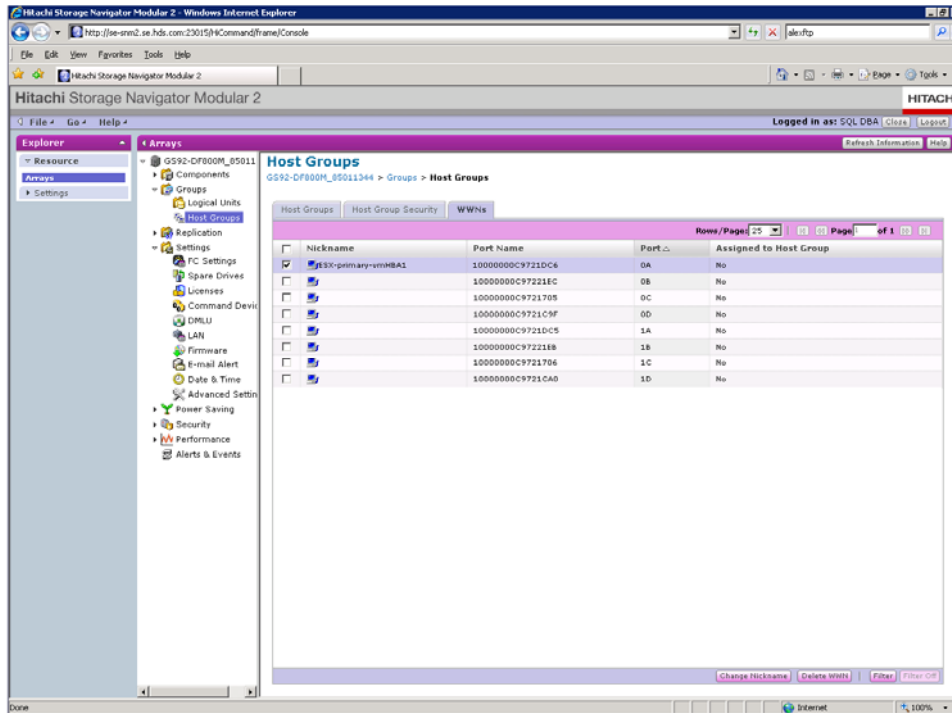 Hitachi Storage Navigator Modular 2 - Windows Internet Explorer
http://se-snm2.se.hds.com:23015/HiCommand/frame/Console
alexftp
File Edit View Favorites Tools Help
Hitachi Storage Navigator Modular 2
Page Tools
Hitachi Storage Navigator Modular 2
HITACHI
File Go Help
Logged in as: SQL DBA Close Logout
Explorer
Arrays
Refresh Information Help
Resource
Arrays
Settings
GS92-DF800M_85011
Components
Groups
Logical Units
Host Groups
Replication
Settings
FC Settings
Spare Drives
Licenses
Command Devic
DMLU
LAN
Firmware
E-mail Alert
Date & Time
Advanced Settin
Power Saving
Security
Performance
Alerts & Events
Host Groups
GS92-DF800M_85011344 > Groups > Host Groups
Host Groups Host Group Security WWNs
Rows/Page: 25 Page of 1
Nickname Port Name Port Assigned to Host Group
ESX-primary-vmHBA1 10000000C9721DC6 0A No
10000000C97221EC 0B No
10000000C9721705 0C No
10000000C9721C9F 0D No
10000000C9721DC5 1A No
10000000C97221EB 1B No
10000000C9721706 1C No
10000000C9721CA0 1D No
Change Nickname Delete WWN Filter Filter Off
Done
Internet 100%